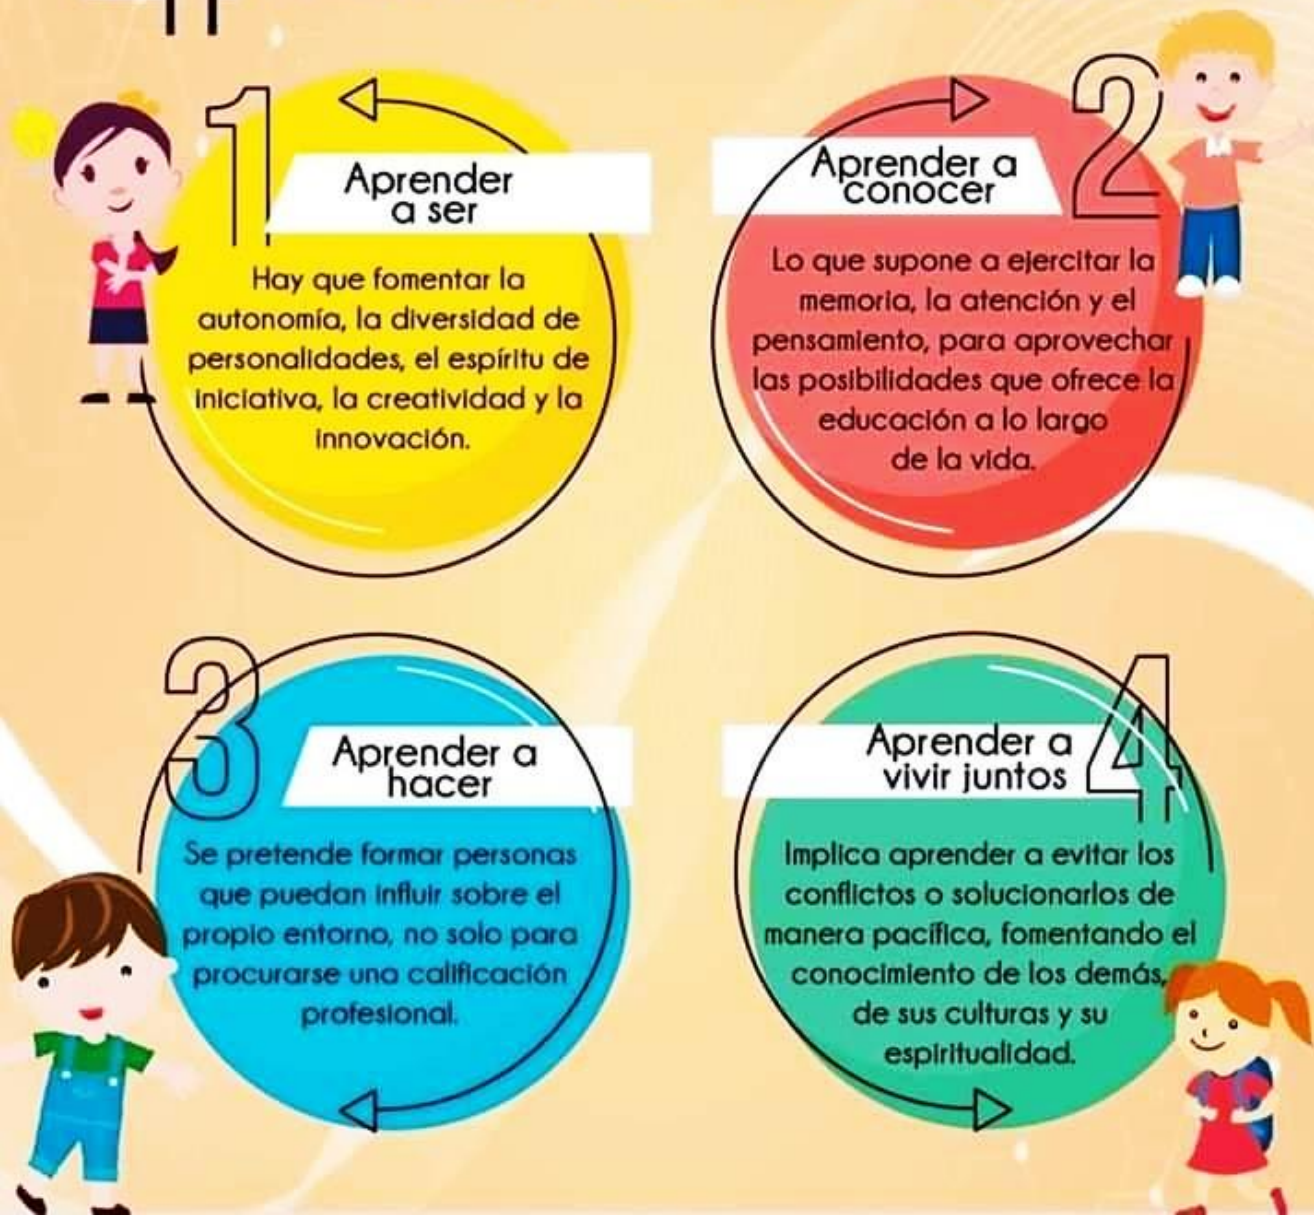 1
Aprender
a ser
Hay que fomentar la
autonomía, la diversidad de
personalidades, el espíritu de
iniciativa, la creatividad y la
innovación.
2
Aprender a
conocer
Lo que supone a ejercitar la
memoria, la atención y el
pensamiento, para aprovechar
las posibilidades que ofrece la
educación a lo largo
de la vida.
3
Aprender a
hacer
Se pretende formar personas
que puedan influir sobre el
propio entorno, no solo para
procurarse una calificación
profesional.
4
Aprender a
vivir juntos
Implica aprender a evitar los
conflictos o solucionarlos de
manera pacífica, fomentando el
conocimiento de los demás,
de sus culturas y su
espiritualidad.